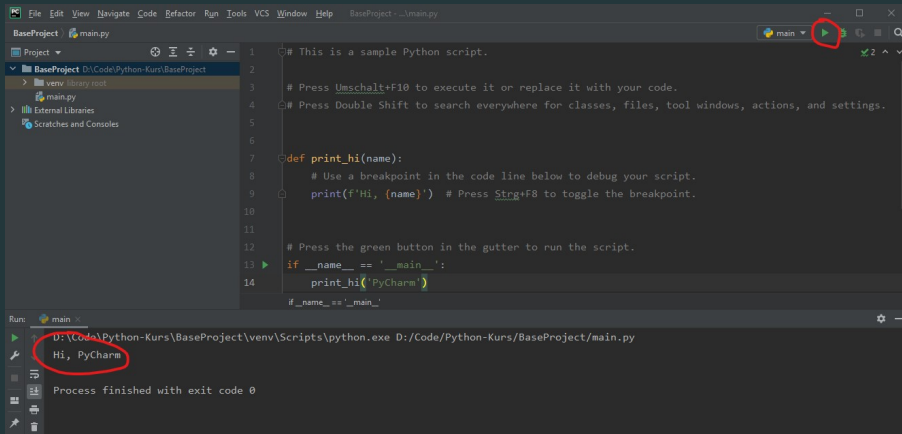 PC File Edit View Navigate Code Refactor Run Tools VCS Window Help BaseProject - ...\main.py
BaseProject main.py main
Project
BaseProject D:\Code\Python-Kurs\BaseProject
venv library root
main.py
External Libraries
Scratches and Consoles
1 # This is a sample Python script.
2
2
3
4 # Press Umschalt+F10 to execute it or replace it with your code.
4 # Press Double Shift to search everywhere for classes, files, tool windows, actions, and settings.
5
6
7 def print_hi(name):
8 # Use a breakpoint in the code line below to debug your script.
9 print(f'Hi, {name}') # Press Strg+F8 to toggle the breakpoint.
10
11
12 # Press the green button in the gutter to run the script.
13 if __name__ == '__main__':
14 print_hi('PyCharm')
if __name__ == '__main__'
Run: main
D:\Code\Python-Kurs\BaseProject\venv\Scripts\python.exe D:/Code/Python-Kurs/BaseProject/main.py
Hi, PyCharm
Process finished with exit code 0